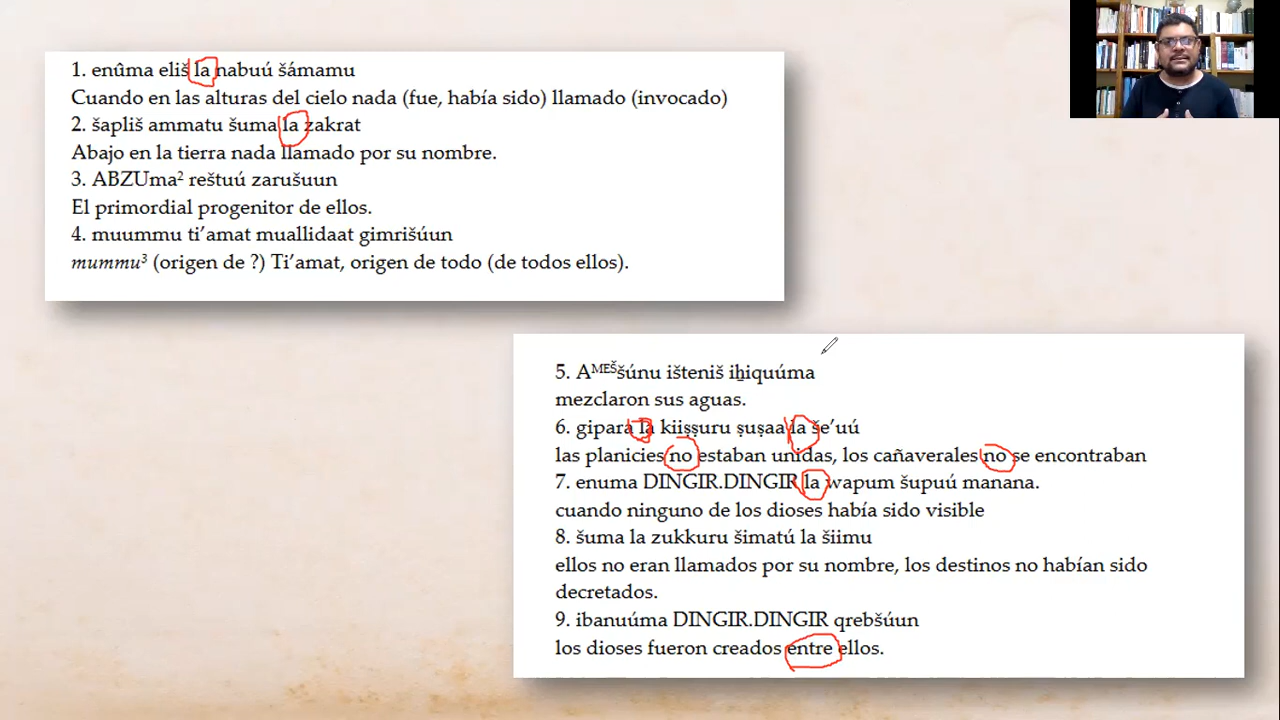 1. enûma eliš la nabuú šámamu
Cuando en las alturas del cielo nada (fue, había sido) llamado (invocado)
2. šapliš ammatu šuma la zakrat
Abajo en la tierra nada llamado por su nombre.
3. ABZUma² reštuú zarušuun
El primordial progenitor de ellos.
4. muummu ti’amat muallidaat gimrišúun
mummu³ (origen de ?) Ti’amat, origen de todo (de todos ellos).
5. Aᴹᴱˢ̌šúnu išteniš iḫiquúma
mezclaron sus aguas.
6. gipara la kiiṣṣuru ṣuṣaa la še’uú
las planicies no estaban unidas, los cañaverales no se encontraban
7. enuma DINGIR.DINGIR la wapum šupuú manana.
cuando ninguno de los dioses había sido visible
8. šuma la zukkuru šimatú la šiimu
ellos no eran llamados por su nombre, los destinos no habían sido
decretados.
9. ibanuúma DINGIR.DINGIR qrebšúun
los dioses fueron creados entre ellos.